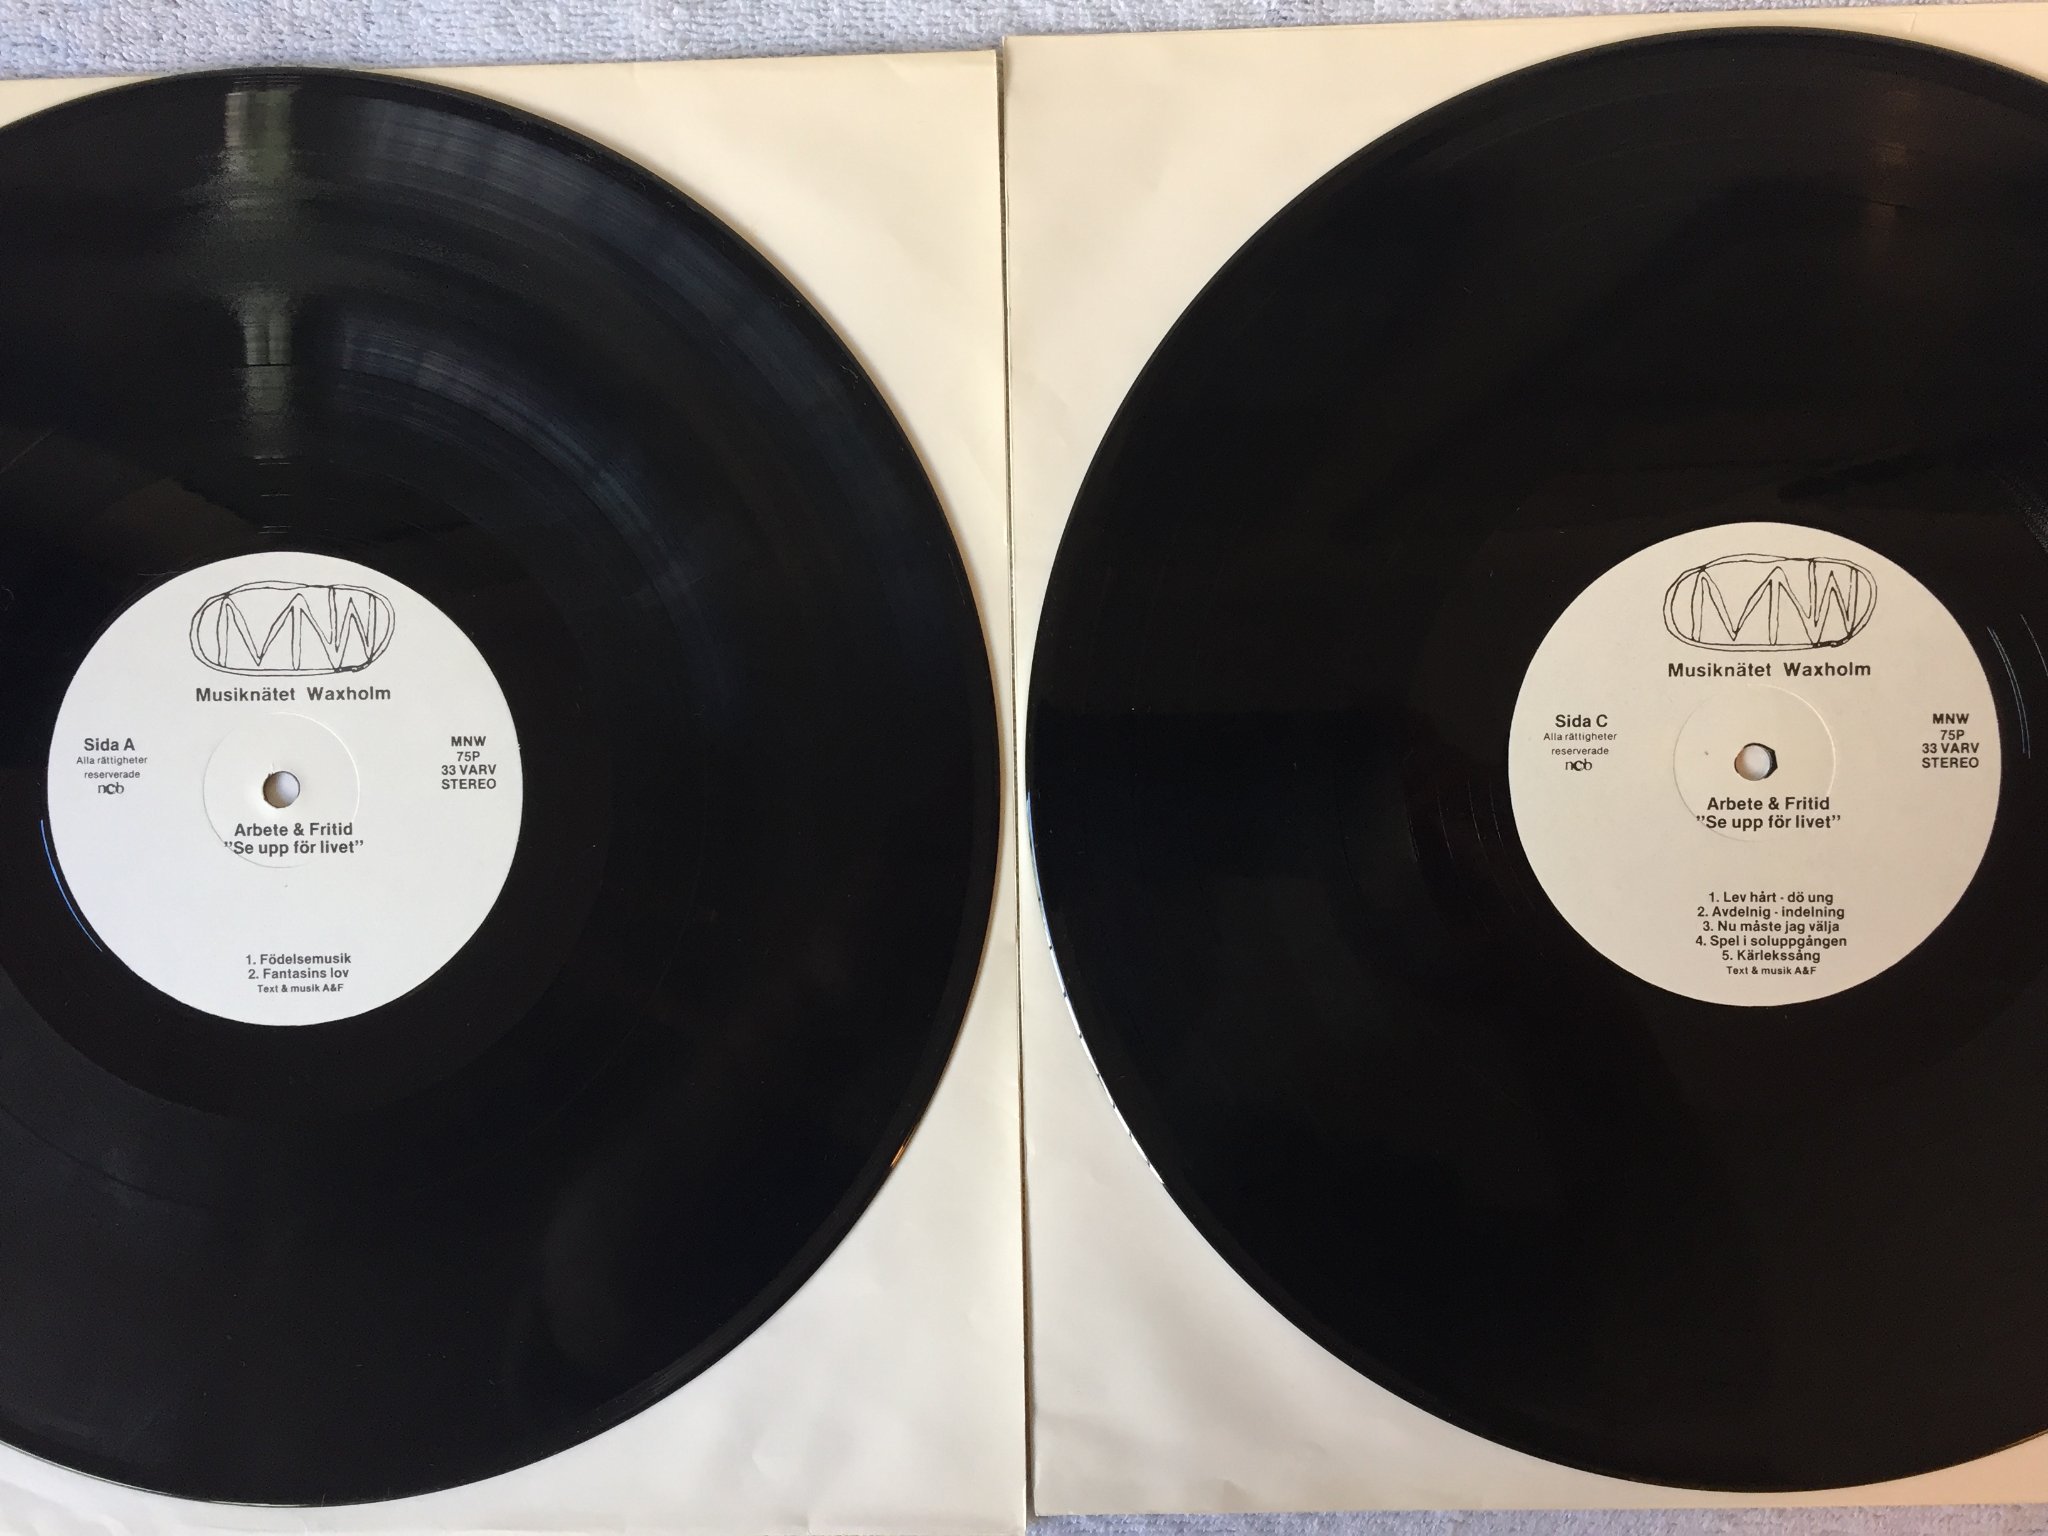 MNW
Musiknätet Waxholm
Sida A
Alla rättigheter
reserverade
ncb
MNW
75P
33 VARV
STEREO
Arbete & Fritid
"Se upp för livet"
1. Födelsemusik
2. Fantasins lov
Text & musik A&F
MNW
Musiknätet Waxholm
Sida C
Alla rättigheter
reserverade
ncb
MNW
75P
33 VARV
STEREO
Arbete & Fritid
"Se upp för livet"
1. Lev hårt - dö ung
2. Avdelnig - indelning
3. Nu måste jag välja
4. Spel i soluppgången
5. Kärlekssång
Text & musik A&F